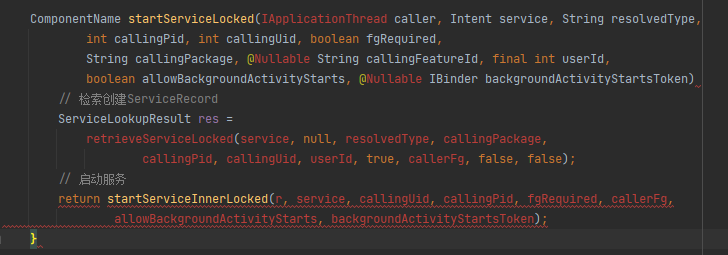 ComponentName startServiceLocked(IApplicationThread caller, Intent service, String resolvedType,
int callingPid, int callingUid, boolean fgRequired,
String callingPackage, @Nullable String callingFeatureId, final int userId,
boolean allowBackgroundActivityStarts, @Nullable IBinder backgroundActivityStartsToken)
// 检索创建ServiceRecord
ServiceLookupResult res =
retrieveServiceLocked(service, null, resolvedType, callingPackage,
callingPid, callingUid, userId, true, callerFg, false, false);
// 启动服务
return startServiceInnerLocked(r, service, callingUid, callingPid, fgRequired, callerFg,
allowBackgroundActivityStarts, backgroundActivityStartsToken);
}